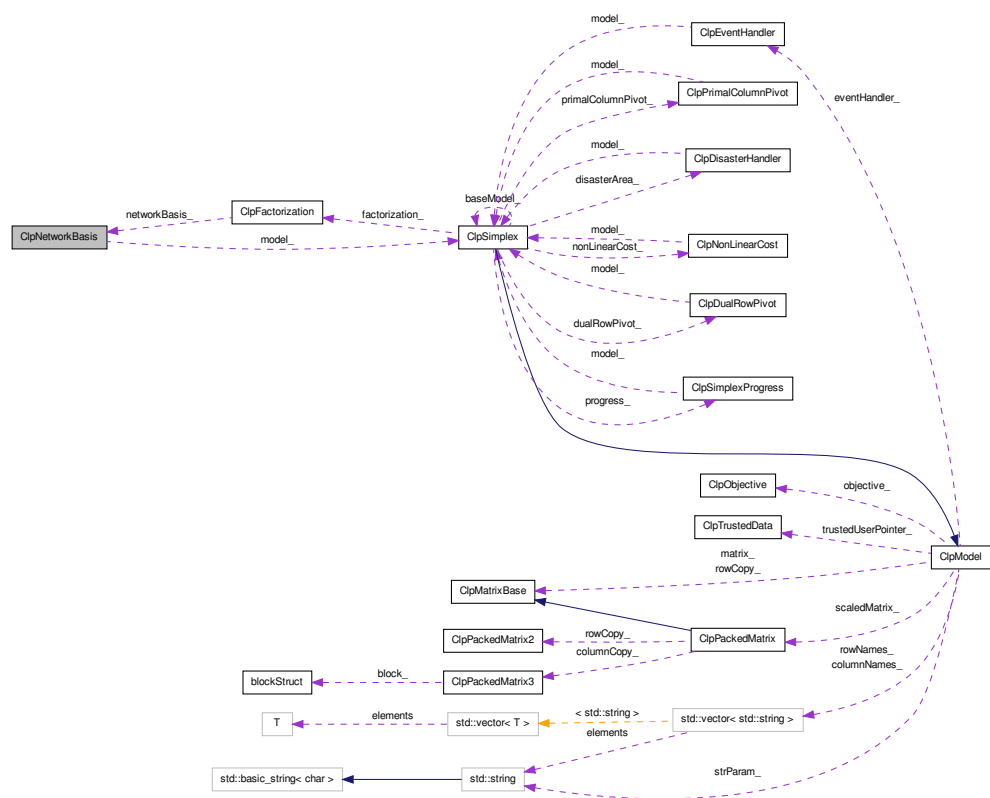 model_
ClpEventHandler
model_
ClpPrimalColumnPivot
eventHandler_
primalColumnPivot_
model_
ClpDisasterHandler
disasterArea_
baseModel_
networkBasis_
ClpFactorization
factorization_
ClpNetworkBasis
model_
ClpSimplex
model_
nonLinearCost_
ClpNonLinearCost
model_
ClpDualRowPivot
dualRowPivot_
model_
ClpSimplexProgress
progress_
ClpObjective
objective_
ClpTrustedData
trustedUserPointer_
ClpModel
matrix_
rowCopy_
ClpMatrixBase
scaledMatrix_
ClpPackedMatrix2
rowCopy_
columnCopy_
ClpPackedMatrix
rowNames_
columnNames_
blockStruct
block_
ClpPackedMatrix3
T
elements
std::vector< T >
< std::string >
std::vector< std::string >
elements
std::basic_string< char >
std::string
strParam_